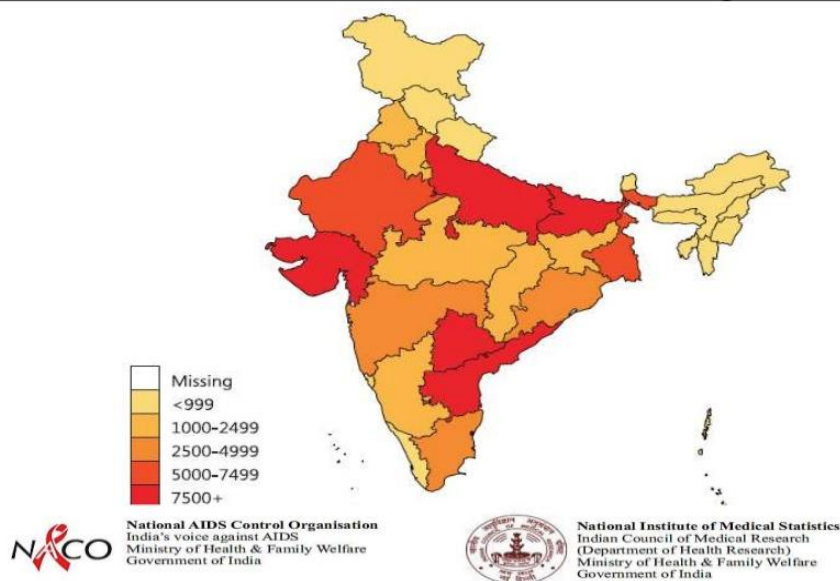 Missing
<999
1000-2499
2500-4999
5000-7499
7500+
NACO
National AIDS Control Organisation
India's voice against AIDS
Ministry of Health & Family Welfare
Government of India
National Institute of Medical Statistics
Indian Council of Medical Research
(Department of Health Research)
Ministry of Health & Family Welfare
Government of India